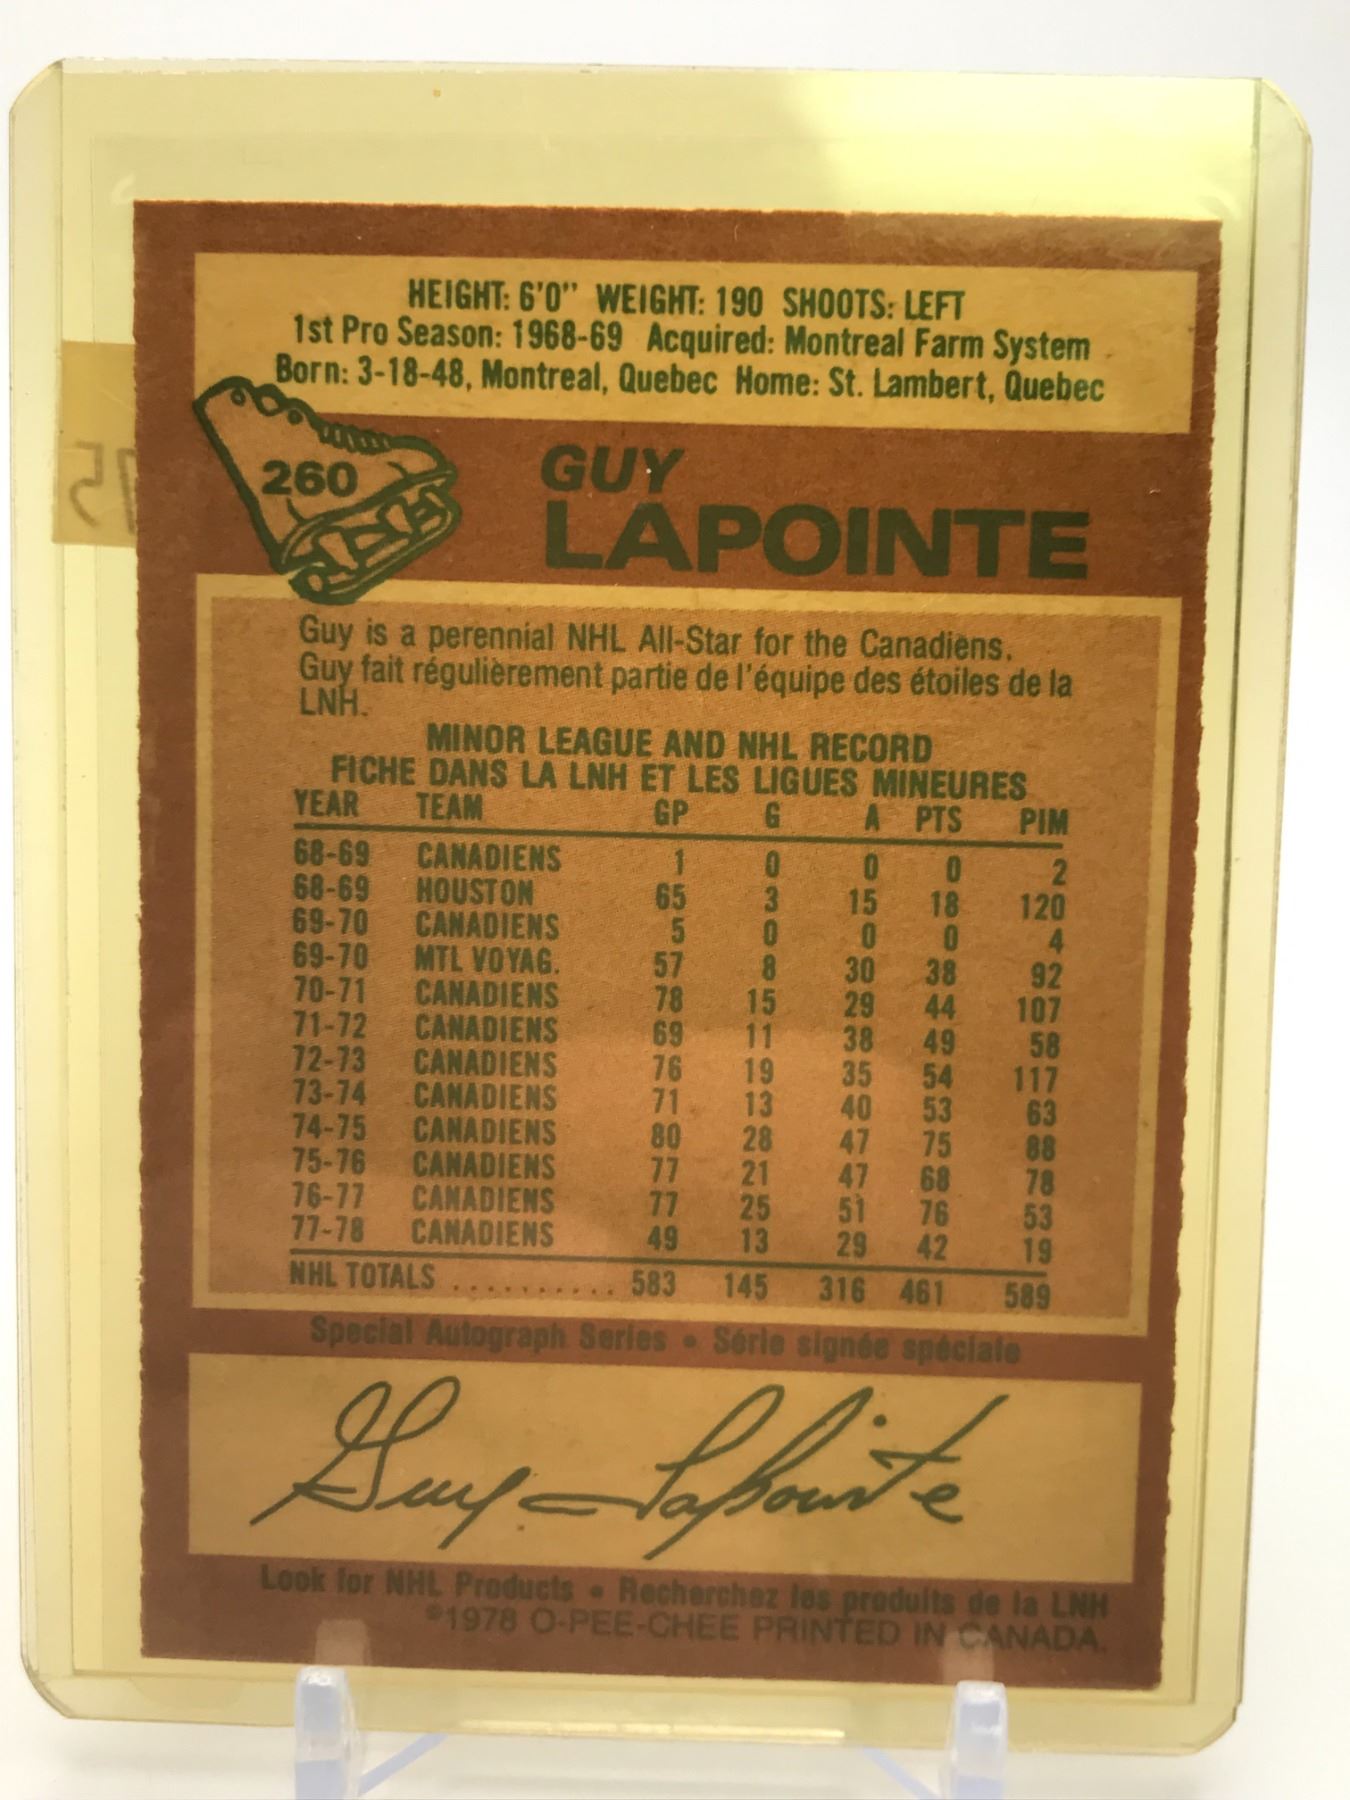 HEIGHT: 6'0" WEIGHT: 190 SHOOTS: LEFT
1st Pro Season: 1968-69 Acquired: Montreal Farm System
Born: 3-18-48, Montreal, Quebec Home: St. Lambert, Quebec
260
GUY
LAPOINTE
Guy is a perennial NHL All-Star for the Canadiens.
Guy fait régulièrement partie de l'équipe des étoiles de la
LNH.
MINOR LEAGUE AND NHL RECORD
FICHE DANS LA LNH ET LES LIGUES MINEURES
YEAR TEAM GP G A PTS PIM
68-69 CANADIENS 1 0 0 0 2
68-69 HOUSTON 65 3 15 18 120
69-70 CANADIENS 5 0 0 0 4
69-70 MTL VOYAG. 57 8 30 38 92
70-71 CANADIENS 78 15 29 44 107
71-72 CANADIENS 69 11 38 49 58
72-73 CANADIENS 76 19 35 54 117
73-74 CANADIENS 71 13 40 53 63
74-75 CANADIENS 80 28 47 75 88
75-76 CANADIENS 77 21 47 68 78
76-77 CANADIENS 77 25 51 76 53
77-78 CANADIENS 49 13 29 42 19
NHL TOTALS .......... 583 145 316 461 589
Special Autograph Series • Série signée spéciale
Guy Lapointe
Look for NHL Products • Recherchez les produits de la LNH
©1978 O-PEE-CHEE PRINTED IN CANADA.